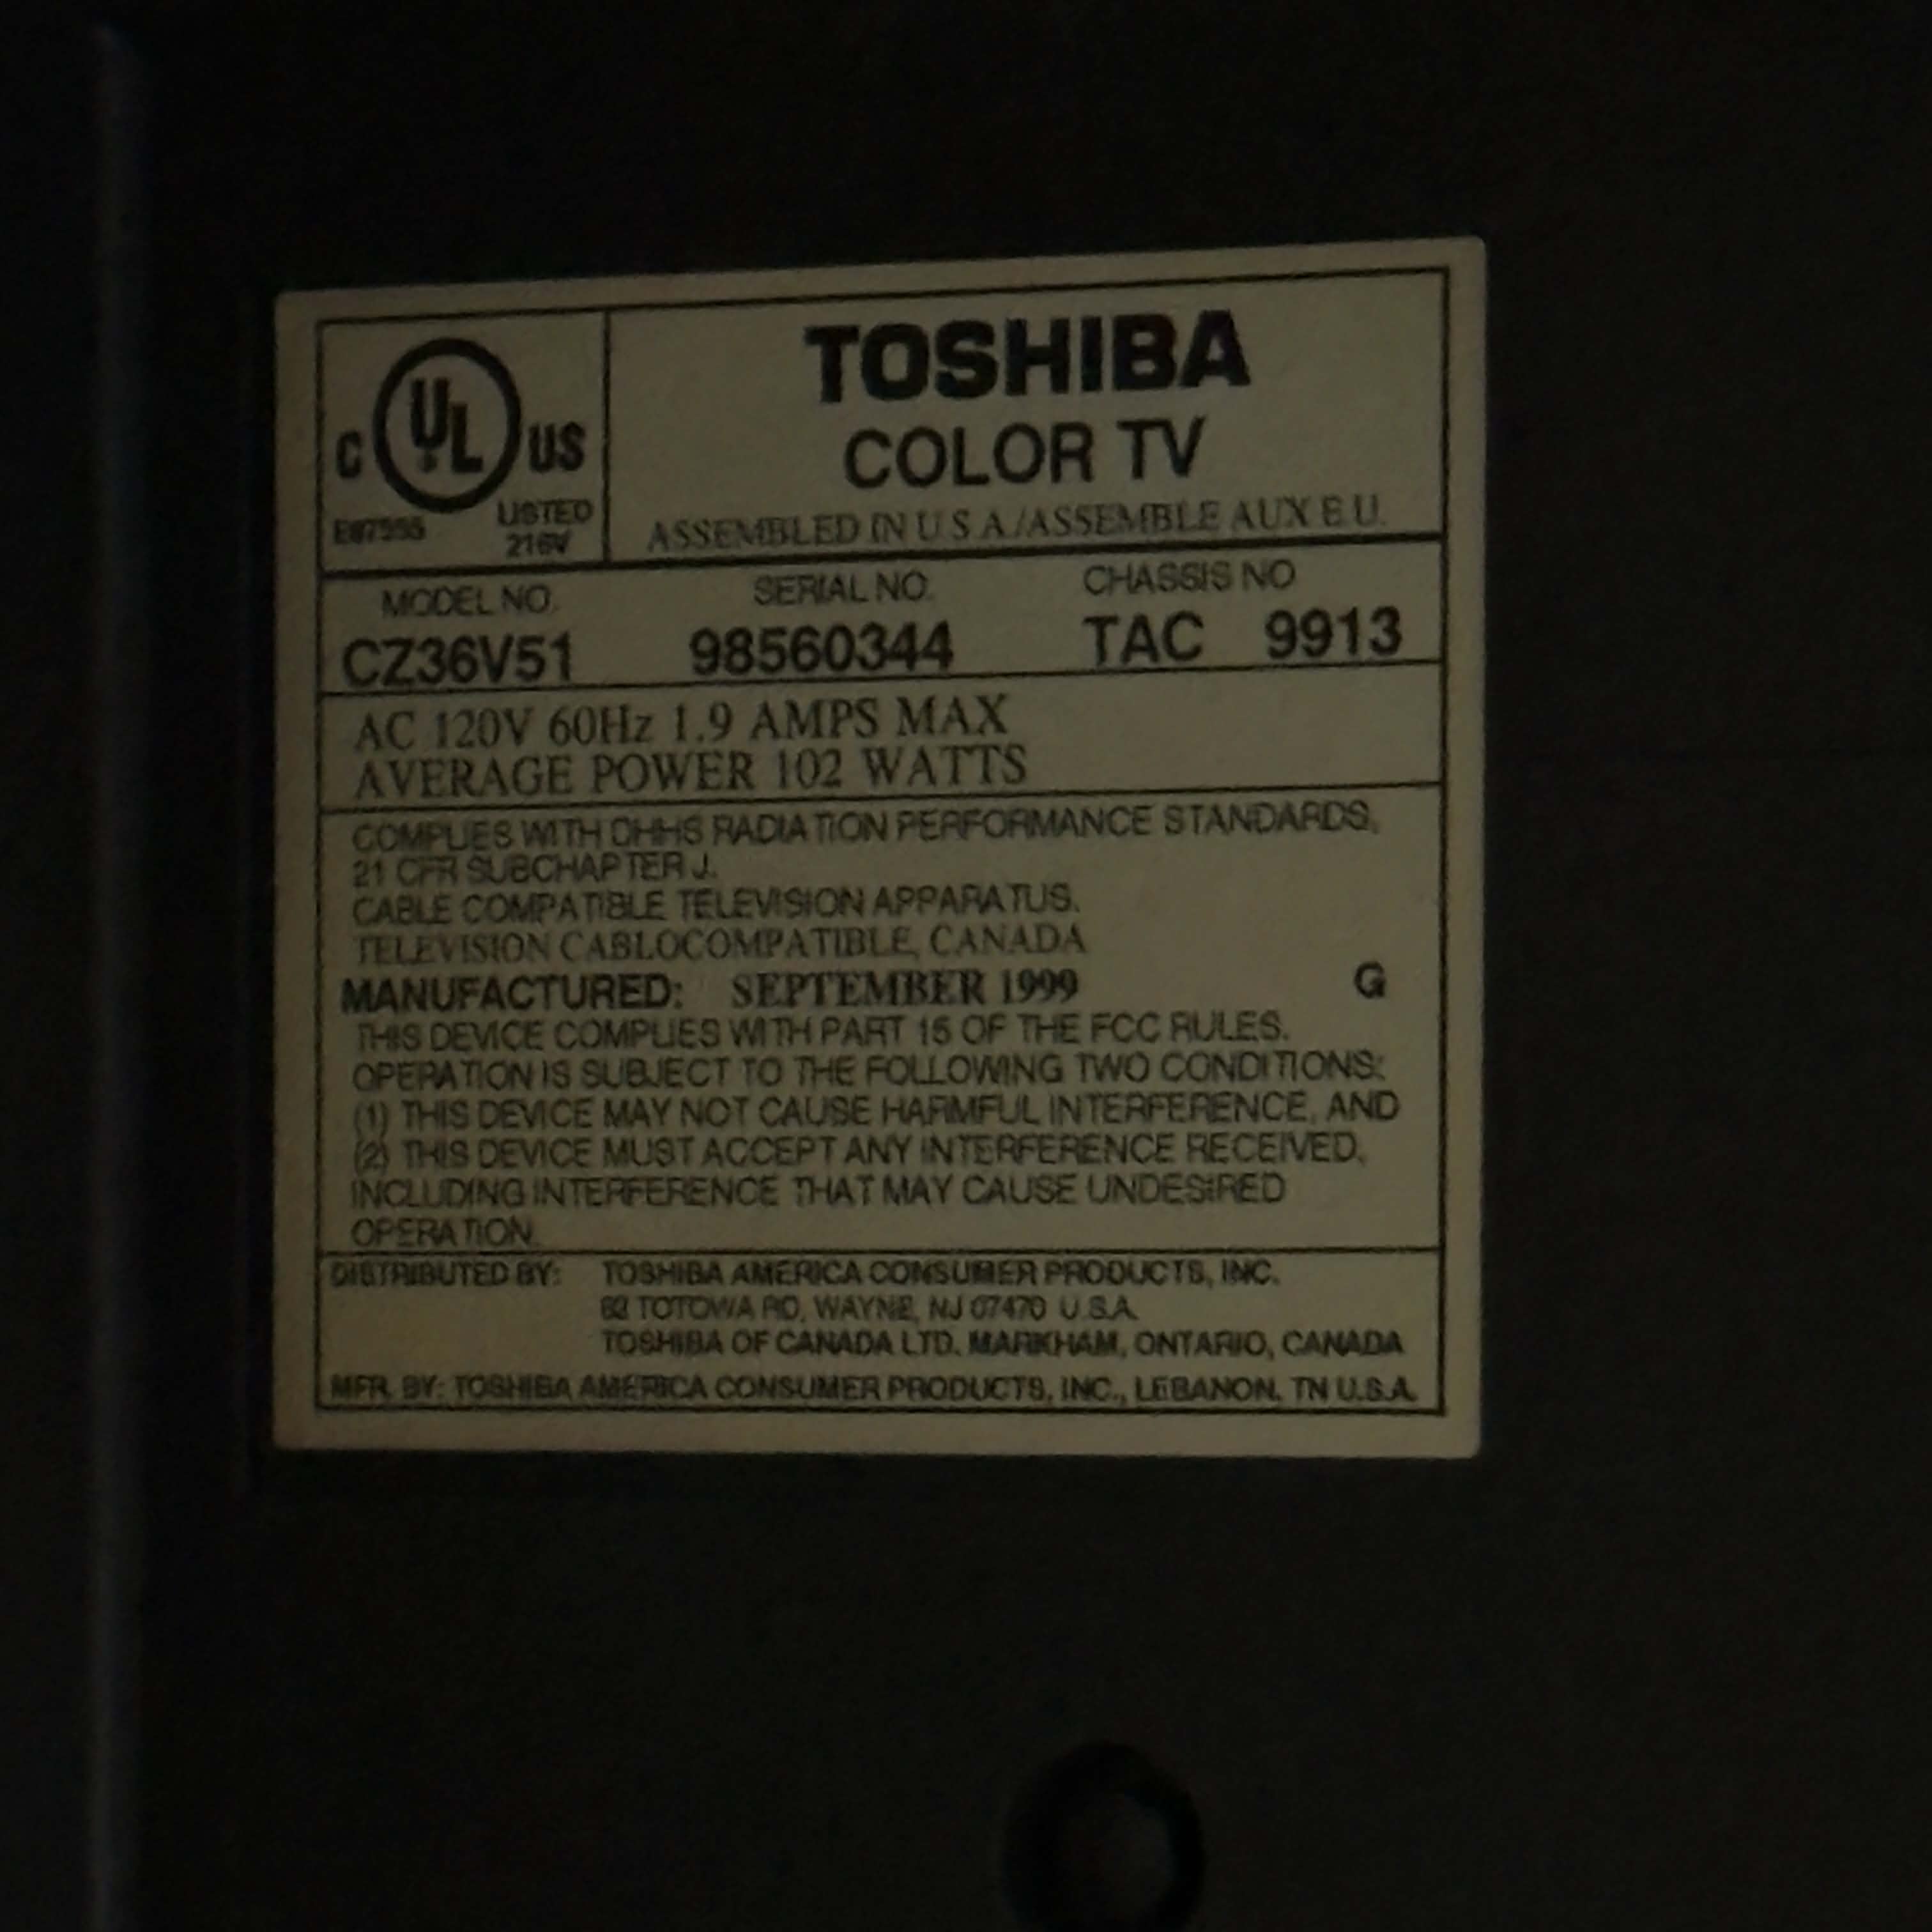 C UL US
E87995 LISTED
216V
TOSHIBA
COLOR TV
ASSEMBLED IN U.S.A./ASSEMBLE AUX E.U.
MODEL NO. SERIAL NO. CHASSIS NO
CZ36V51 98560344 TAC 9913
AC 120V 60Hz 1.9 AMPS MAX
AVERAGE POWER 102 WATTS
COMPLIES WITH DHHS RADIATION PERFORMANCE STANDARDS,
21 CFR SUBCHAPTER J.
CABLE COMPATIBLE TELEVISION APPARATUS.
TELEVISION CABLOCOMPATIBLE, CANADA
MANUFACTURED: SEPTEMBER 1999 G
THIS DEVICE COMPLIES WITH PART 15 OF THE FCC RULES.
OPERATION IS SUBJECT TO THE FOLLOWING TWO CONDITIONS:
(1) THIS DEVICE MAY NOT CAUSE HARMFUL INTERFERENCE, AND
(2) THIS DEVICE MUST ACCEPT ANY INTERFERENCE RECEIVED,
INCLUDING INTERFERENCE THAT MAY CAUSE UNDESIRED
OPERATION.
DISTRIBUTED BY: TOSHIBA AMERICA CONSUMER PRODUCTS, INC.
82 TOTOWA RD, WAYNE, NJ 07470 U.S.A.
TOSHIBA OF CANADA LTD. MARKHAM, ONTARIO, CANADA
MFR. BY: TOSHIBA AMERICA CONSUMER PRODUCTS, INC., LEBANON, TN U.S.A.